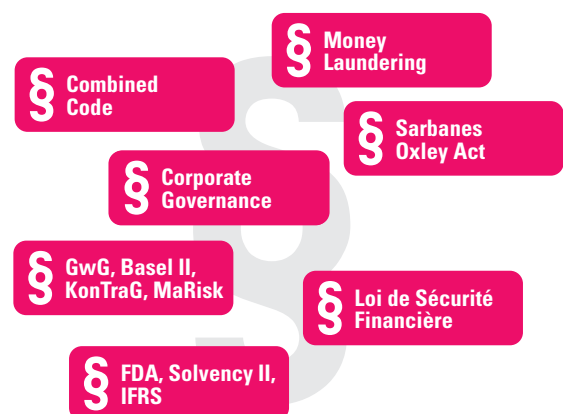 § Money
Laundering
§ Combined
Code
§ Sarbanes
Oxley Act
§ Corporate
Governance
§ GwG, Basel II,
KonTraG, MaRisk
§ Loi de Sécurité
Financière
§ FDA, Solvency II,
IFRS
§